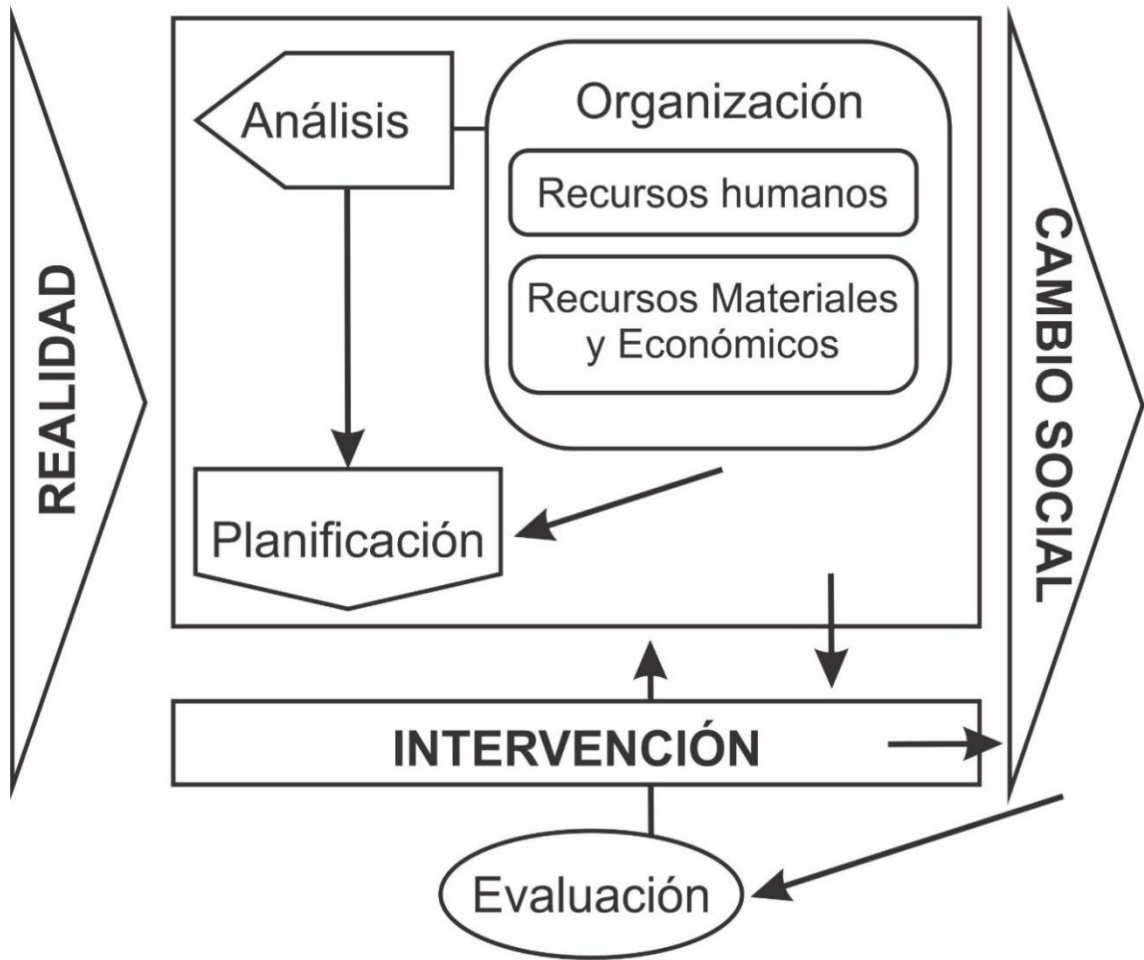 REALIDAD
Análisis
Organización
Recursos humanos
Recursos Materiales
y Económicos
Planificación
CAMBIO SOCIAL
INTERVENCIÓN
Evaluación